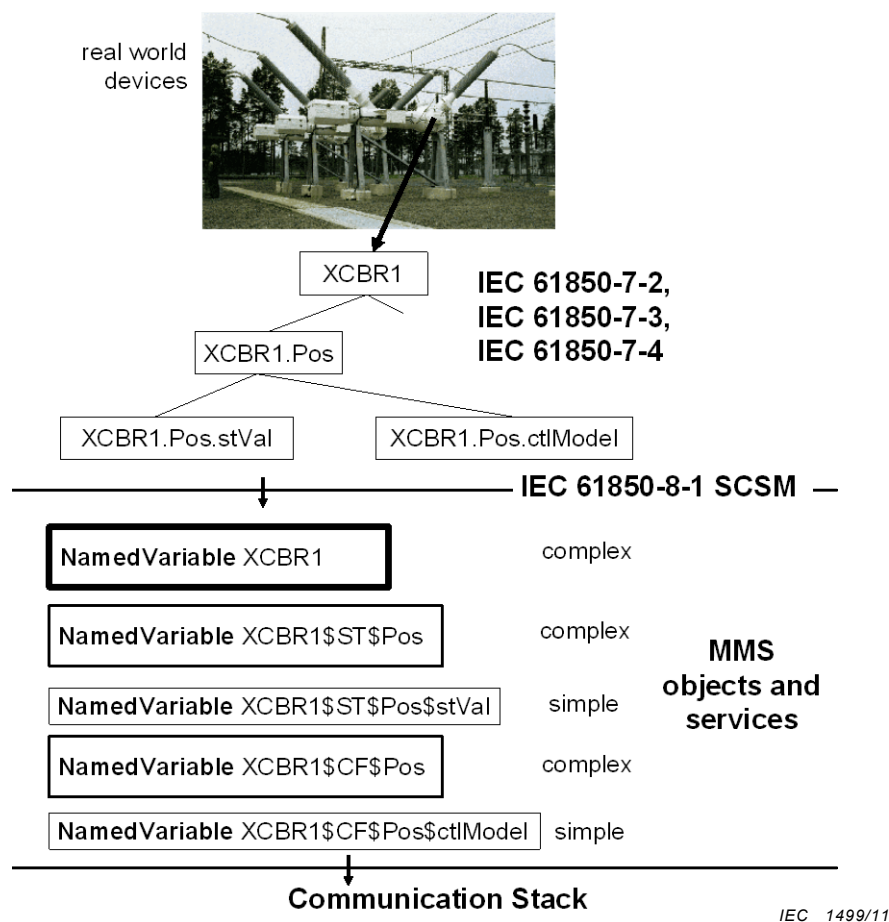 real world
devices
XCBR1
IEC 61850-7-2,
IEC 61850-7-3,
IEC 61850-7-4
XCBR1.Pos
XCBR1.Pos.stVal
XCBR1.Pos.ctlModel
IEC 61850-8-1 SCSM
NamedVariable XCBR1
complex
NamedVariable XCBR1$ST$Pos
complex
MMS
objects and
services
NamedVariable XCBR1$ST$Pos$stVal
simple
NamedVariable XCBR1$CF$Pos
complex
NamedVariable XCBR1$CF$Pos$ctlModel
simple
Communication Stack
IEC 1499/11